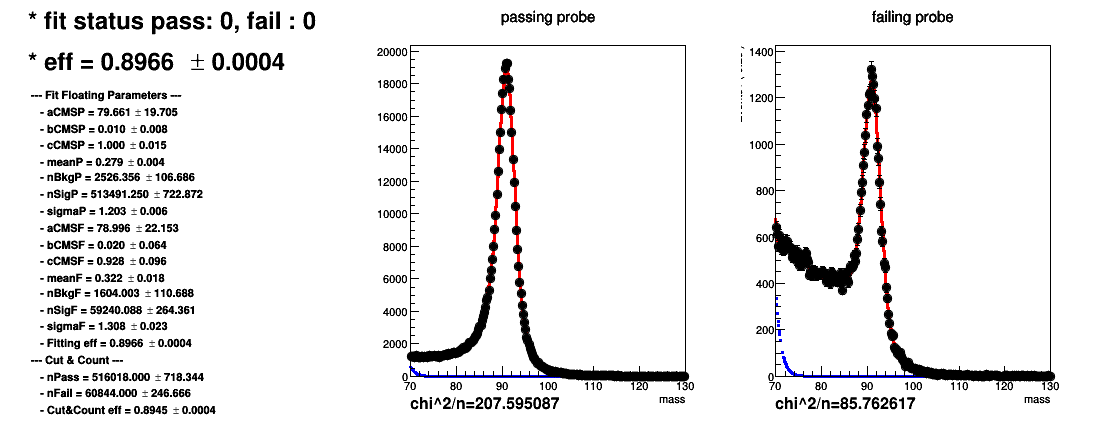 * fit status pass: 0, fail : 0
* eff = 0.8966 ± 0.0004
--- Fit Floating Parameters ---
- aCMSP = 79.661 ± 19.705
- bCMSP = 0.010 ± 0.008
- cCMSP = 1.000 ± 0.015
- meanP = 0.279 ± 0.004
- nBkgP = 2526.356 ± 106.686
- nSigP = 513491.250 ± 722.872
- sigmaP = 1.203 ± 0.006
- aCMSF = 78.996 ± 22.153
- bCMSF = 0.020 ± 0.064
- cCMSF = 0.928 ± 0.096
- meanF = 0.322 ± 0.018
- nBkgF = 1604.003 ± 110.688
- nSigF = 59240.088 ± 264.361
- sigmaF = 1.308 ± 0.023
- Fitting eff = 0.8966 ± 0.0004
--- Cut & Count ---
- nPass = 516018.000 ± 718.344
- nFail = 60844.000 ± 246.666
- Cut&Count eff = 0.8945 ± 0.0004
passing probe
20000
18000
16000
14000
12000
10000
8000
6000
4000
2000
0
70 80 90 100 110 120 130
mass
chi^2/n=207.595087
failing probe
1400
1200
1000
800
600
400
200
0
70 80 90 100 110 120 130
mass
chi^2/n=85.762617